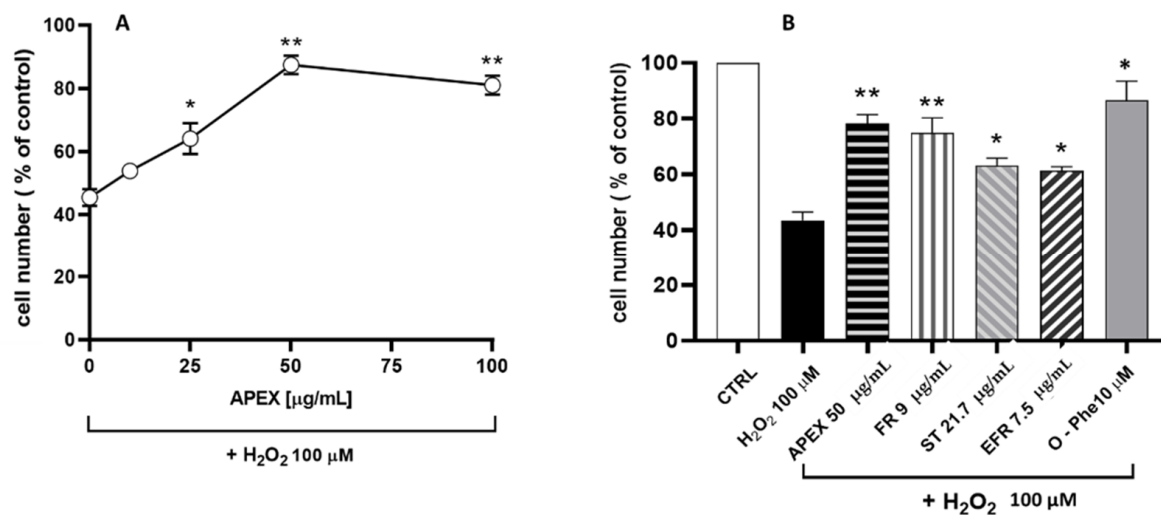 A
cell number ( % of control)
100
80
60
40
20
0
*
**
**
0
25
50
75
100
APEX [μg/mL]
+ H₂O₂ 100 μM
B
cell number ( % of control)
100
80
60
40
20
0
**
**
*
*
*
CTRL
H₂O₂ 100 μM
APEX 50 μg/mL
FR 9 μg/mL
ST 21.7 μg/mL
EFR 7.5 μg/mL
O - Phe10 μM
+ H₂O₂ 100 μM